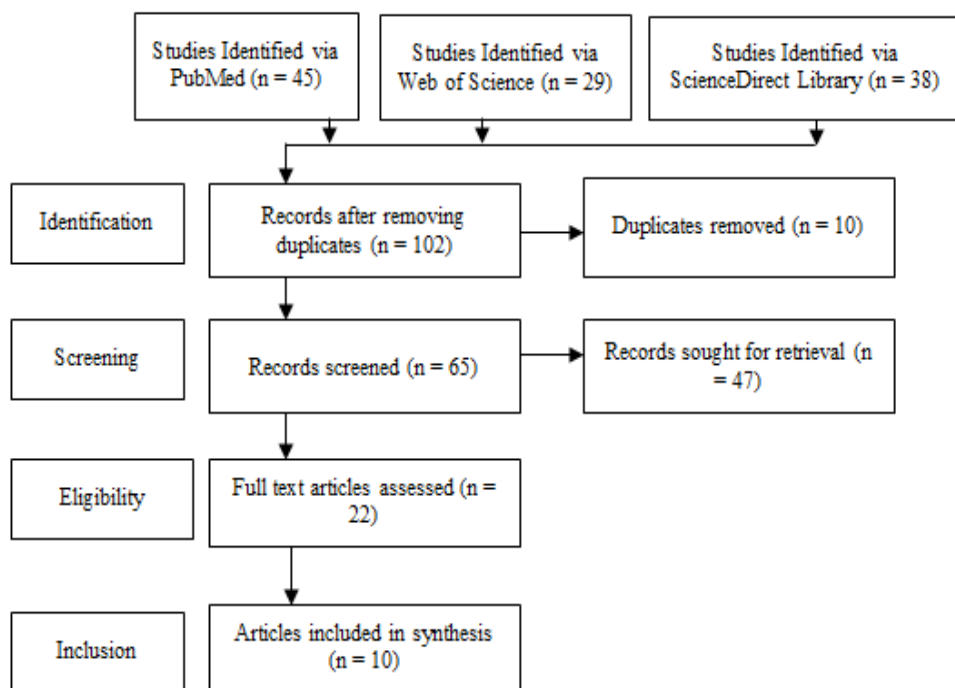 Studies Identified via
PubMed (n = 45)
Studies Identified via
Web of Science (n = 29)
Studies Identified via
ScienceDirect Library (n = 38)
Identification
Records after removing
duplicates (n = 102)
Duplicates removed (n = 10)
Screening
Records screened (n = 65)
Records sought for retrieval (n
= 47)
Eligibility
Full text articles assessed (n =
22)
Inclusion
Articles included in synthesis
(n = 10)